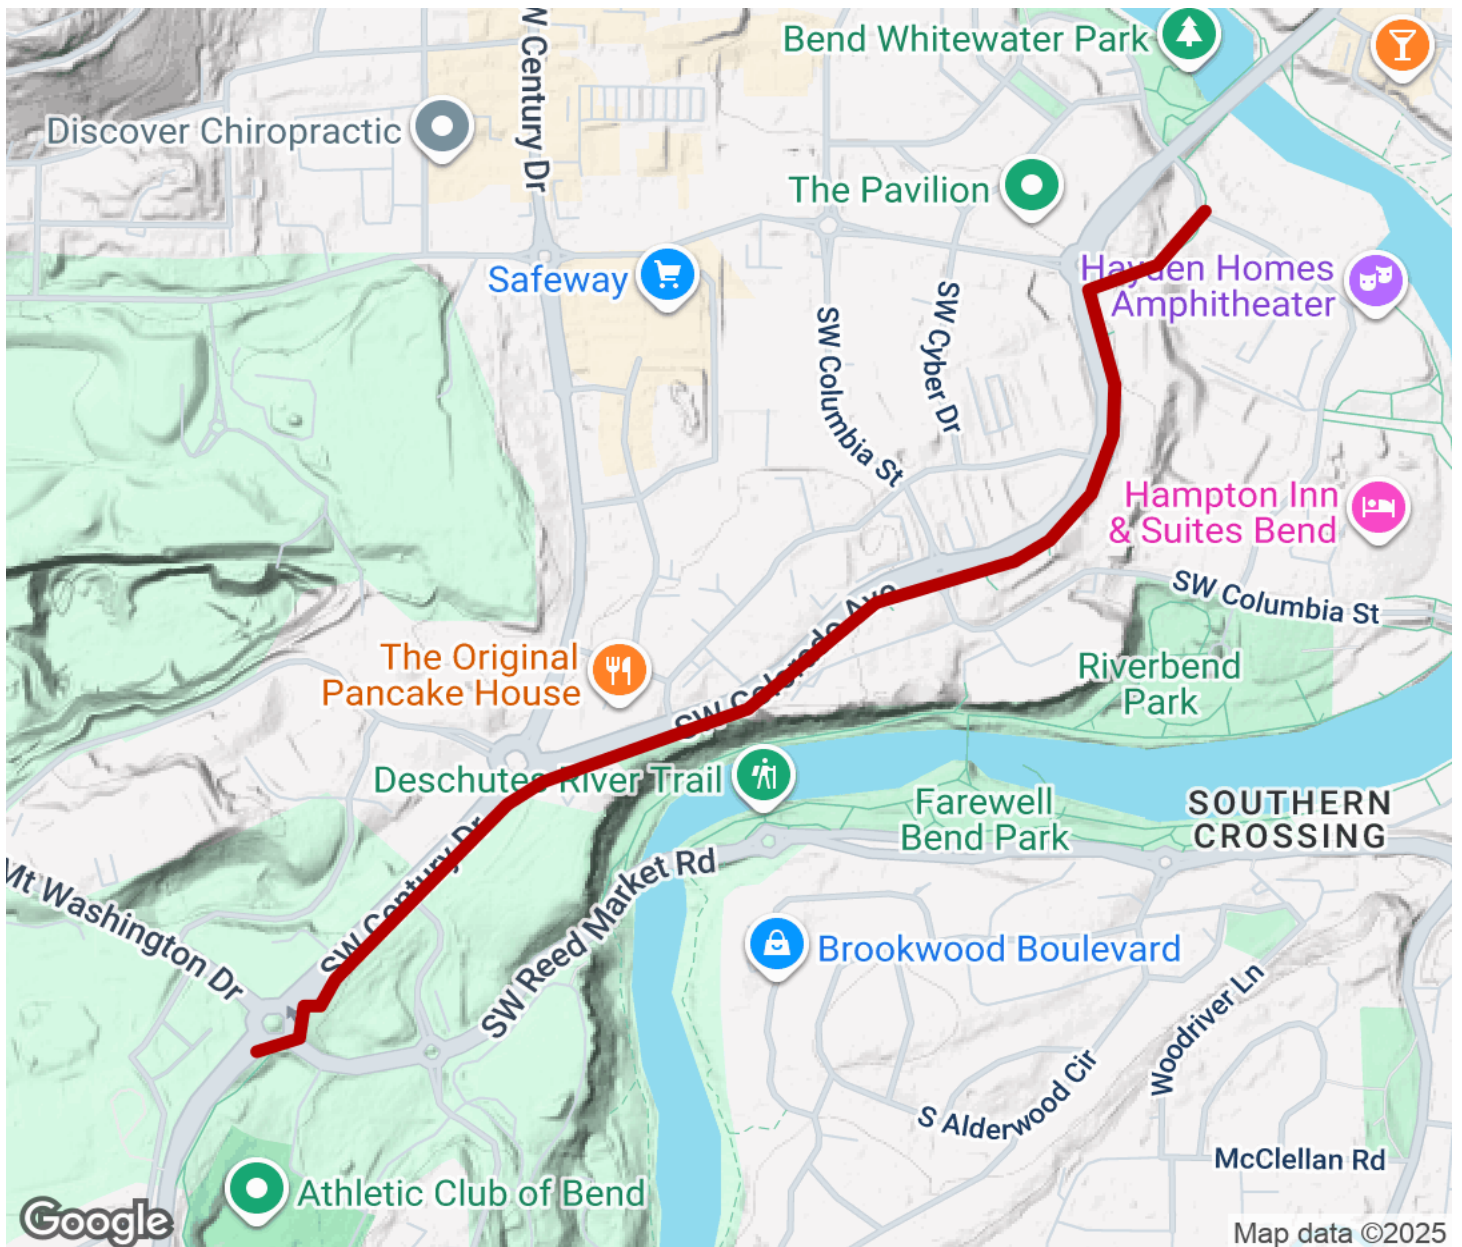 Bend Whitewater Park
W Century Dr
Discover Chiropractic
The Pavilion
Safeway
Hayden Homes
Amphitheater
SW Columbia St
SW Cyber Dr
Hampton Inn
& Suites Bend
SW Columbia St
The Original
Pancake House
SW Colorado Ave
Riverbend
Park
Deschutes River Trail
Farewell
Bend Park
SOUTHERN
CROSSING
Mt Washington Dr
SW Century Dr
SW Reed Market Rd
Brookwood Boulevard
Woodriver Ln
S Alderwood Cir
McClellan Rd
Athletic Club of Bend
Google
Map data ©2025